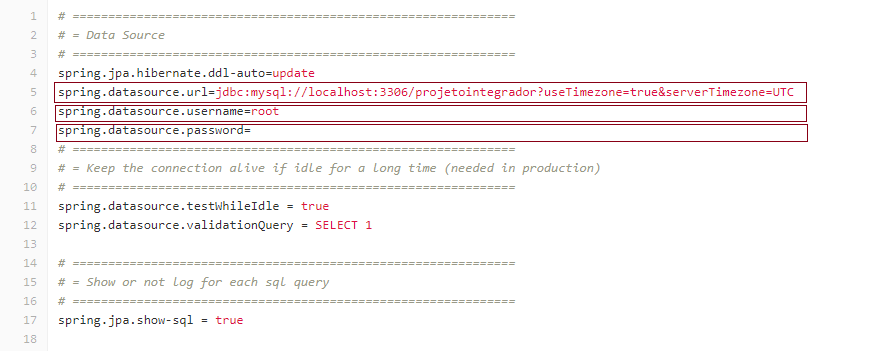 1 # ==============================================================
2 # = Data Source
3 # ==============================================================
4 spring.jpa.hibernate.ddl-auto=update
5 spring.datasource.url=jdbc:mysql://localhost:3306/projetointegrador?useTimezone=true&serverTimezone=UTC
6 spring.datasource.username=root
7 spring.datasource.password=
8 # ==============================================================
9 # = Keep the connection alive if idle for a long time (needed in production)
10 # ==============================================================
11 spring.datasource.testWhileIdle = true
12 spring.datasource.validationQuery = SELECT 1
13
14 # ==============================================================
15 # = Show or not log for each sql query
16 # ==============================================================
17 spring.jpa.show-sql = true
18